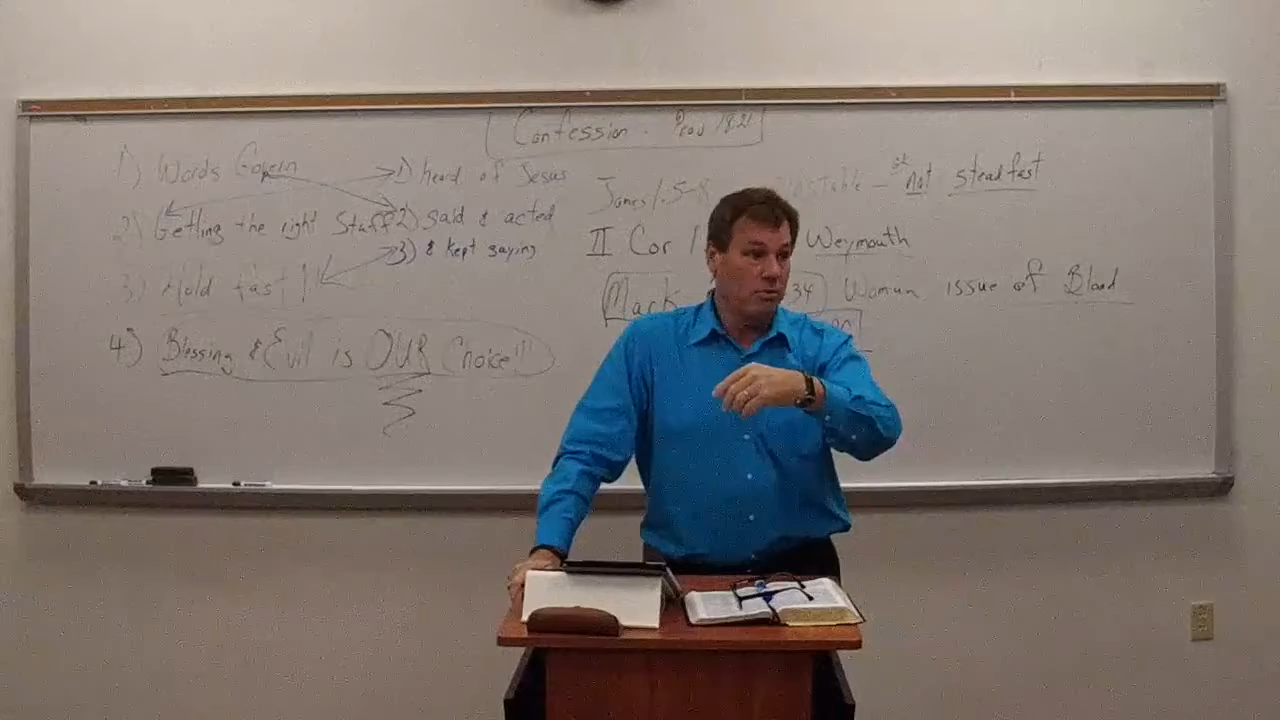 Confession - Prov 18:21
1) Words Govern
2) Getting the right Stuff
3) Hold fast!
4) Blessing & Evil is OUR Choice!!!
1) heard of Jesus
2) Said & acted
3) & kept saying
James 1:5-8 unstable - not steadfast
II Cor 1 Weymouth
Mark 34 Woman issue of Blood